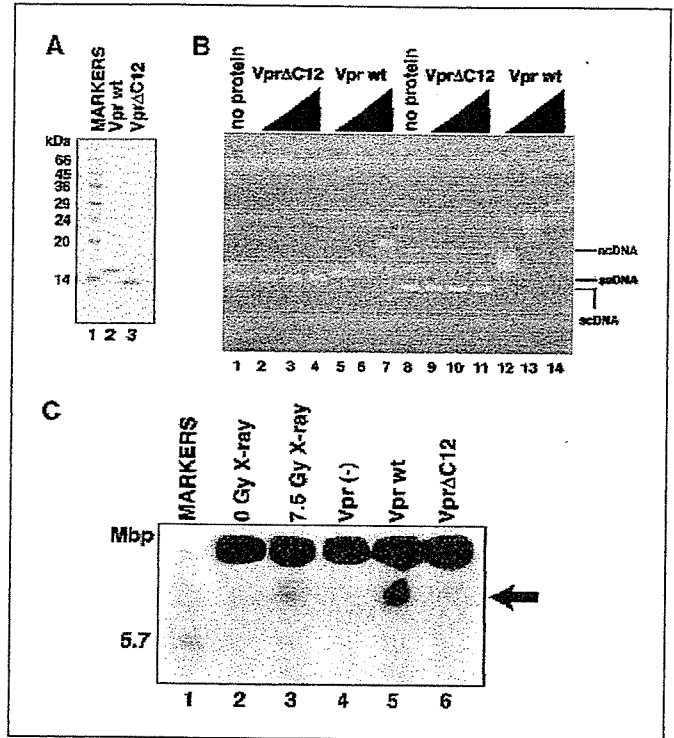 A
MARKERS
Vpr wt
VprΔC12
kDa
66
45
36
29
24
20
14
1 2 3
B
no protein
VprΔC12
Vpr wt
no protein
VprΔC12
Vpr wt
ncDNA
ssDNA
scDNA
1 2 3 4 5 6 7 8 9 10 11 12 13 14
C
MARKERS
0 Gy X-ray
7.5 Gy X-ray
Vpr (-)
Vpr wt
VprΔC12
Mbp
5.7
1 2 3 4 5 6